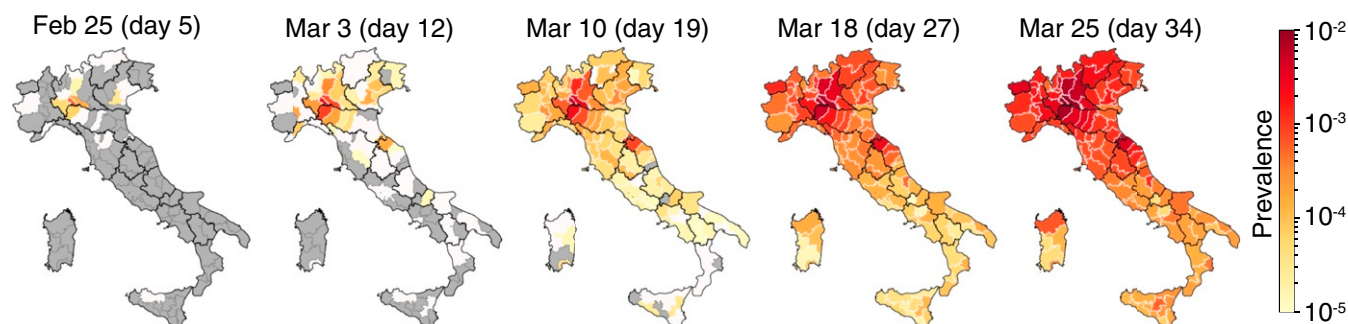 Feb 25 (day 5)
Mar 3 (day 12)
Mar 10 (day 19)
Mar 18 (day 27)
Mar 25 (day 34)
Prevalence
10-2
10-3
10-4
10-5